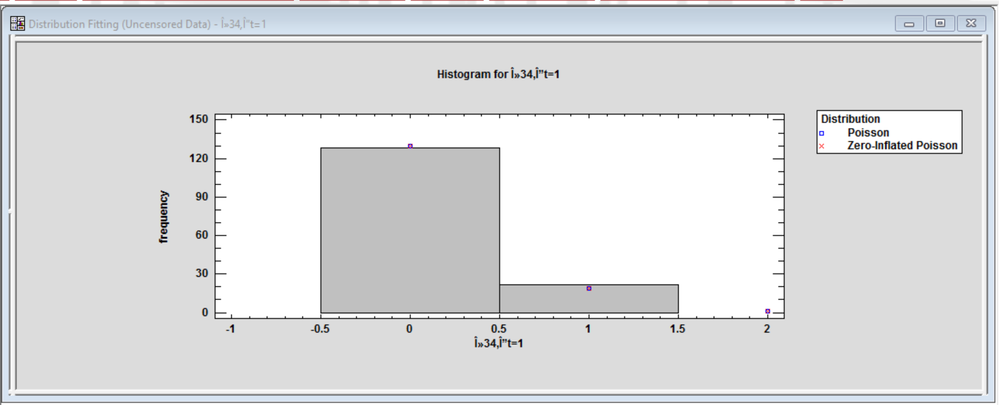 Distribution Fitting (Uncensored Data) - Î»34,Î"t=1
Histogram for Î»34,Î”t=1
Distribution
Poisson
Zero-Inflated Poisson
150
120
90
60
30
0
frequency
-1 -0.5 0 0.5 1 1.5 2
Î»34,Î”t=1